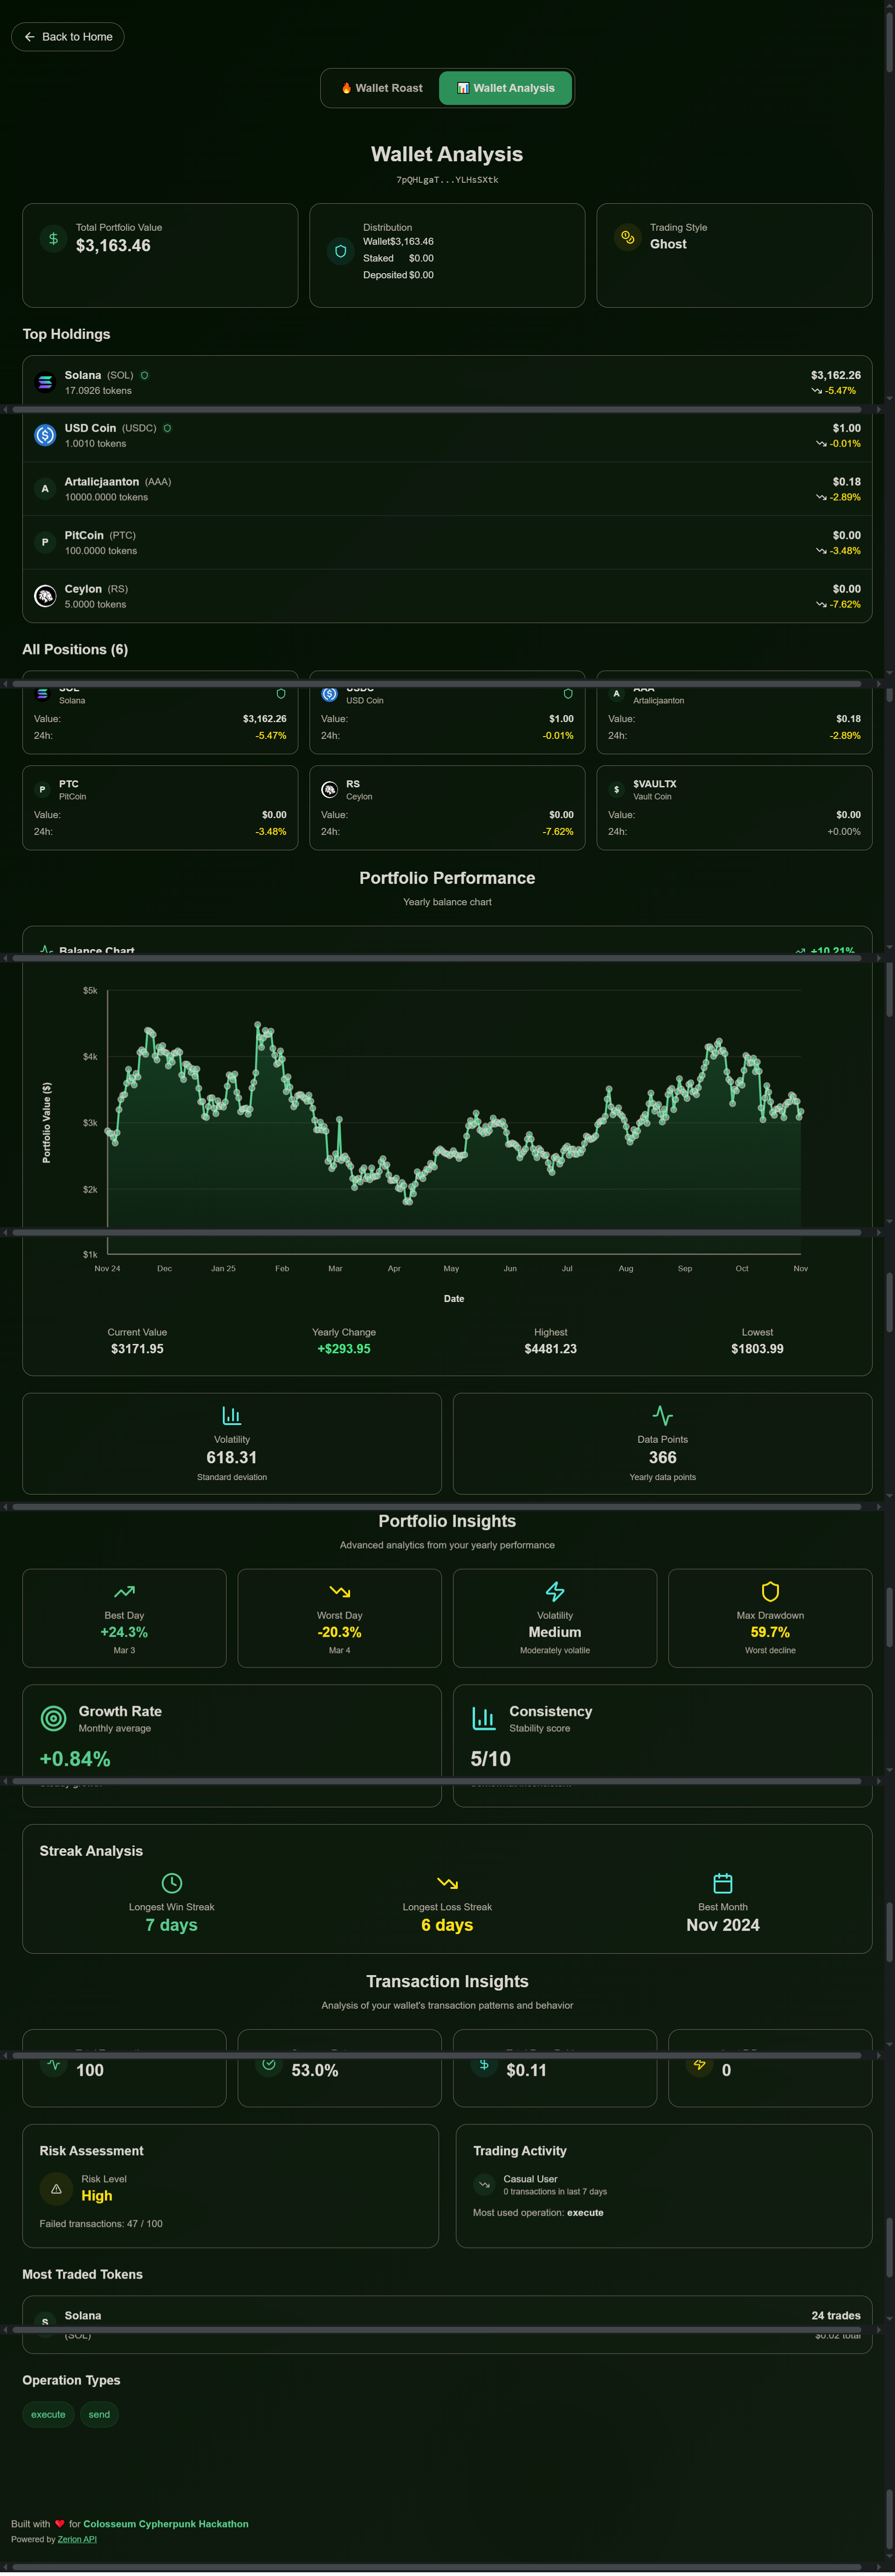 Back to Home
🔥 Wallet Roast
📊 Wallet Analysis
Wallet Analysis
7pQHLgaT...YLHsSXtk
Total Portfolio Value
$3,163.46
Distribution
Wallet$3,163.46
Staked $0.00
Deposited $0.00
Trading Style
Ghost
Top Holdings
Solana (SOL)
17.0926 tokens
$3,162.26
-5.47%
USD Coin (USDC)
1.0010 tokens
$1.00
-0.01%
A
Artalicjaanton (AAA)
10000.0000 tokens
$0.18
-2.89%
P
PitCoin (PTC)
100.0000 tokens
$0.00
-3.48%
Ceylon (RS)
5.0000 tokens
$0.00
-7.62%
All Positions (6)
SOL
Solana
Value: $3,162.26
24h: -5.47%
USDC
USD Coin
Value: $1.00
24h: -0.01%
A
AAA
Artalicjaanton
Value: $0.18
24h: -2.89%
P
PTC
PitCoin
Value: $0.00
24h: -3.48%
RS
Ceylon
Value: $0.00
24h: -7.62%
$
$VAULTX
Vault Coin
Value: $0.00
24h: +0.00%
Portfolio Performance
Yearly balance chart
Balance Chart
+10.21%
$5k
$4k
$3k
$2k
$1k
Portfolio Value ($)
Nov 24 Dec Jan 25 Feb Mar Apr May Jun Jul Aug Sep Oct Nov
Date
Current Value
$3171.95
Yearly Change
+$293.95
Highest
$4481.23
Lowest
$1803.99
Volatility
618.31
Standard deviation
Data Points
366
Yearly data points
Portfolio Insights
Advanced analytics from your yearly performance
Best Day
+24.3%
Mar 3
Worst Day
-20.3%
Mar 4
Volatility
Medium
Moderately volatile
Max Drawdown
59.7%
Worst decline
Growth Rate
Monthly average
+0.84%
Consistency
Stability score
5/10
Streak Analysis
Longest Win Streak
7 days
Longest Loss Streak
6 days
Best Month
Nov 2024
Transaction Insights
Analysis of your wallet's transaction patterns and behavior
100
53.0%
$0.11
0
Risk Assessment
Risk Level
High
Failed transactions: 47 / 100
Trading Activity
Casual User
0 transactions in last 7 days
Most used operation: execute
Most Traded Tokens
S
Solana
(SOL)
24 trades
$0.02 total
Operation Types
execute
send
Built with ❤️ for Colosseum Cypherpunk Hackathon
Powered by Zerion API